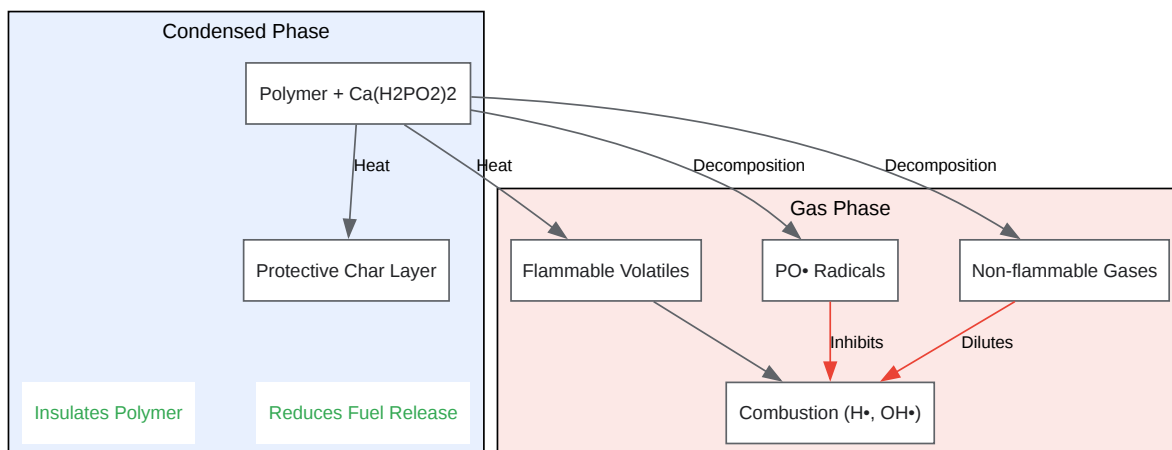 Condensed Phase
Polymer + Ca(H2PO2)2
Heat
Heat
Decomposition
Decomposition
Gas Phase
Protective Char Layer
Flammable Volatiles
PO• Radicals
Non-flammable Gases
Inhibits
Dilutes
Insulates Polymer
Reduces Fuel Release
Combustion (H•, OH•)